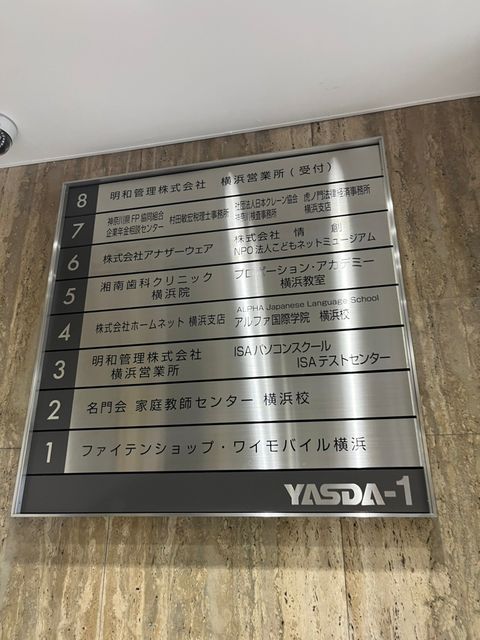 8 明和管理株式会社 横浜営業所(受付)
7 神奈川県FP協同組合 村田敏宏税理士事務所 社団法人日本クレーン協会 虎ノ門法律経済事務所
企業年金相談センター 神奈川検査事務所 横浜支店
6 株式会社アナザーウェア 株式会社 情創
NPO法人こどもネットミュージアム
5 湘南歯科クリニック プロ ーション・アカデミー
横浜院 横浜教室
4 株式会社ホームネット 横浜支店 ALPHA Japanese Language School
アルファ国際学院 横浜校
3 明和管理株式会社 ISAパソコンスクール
横浜営業所 ISAテストセンター
2 名門会 家庭教師センター 横浜校
1 ファイテンショップ・ワイモバイル横浜
YASDA-1